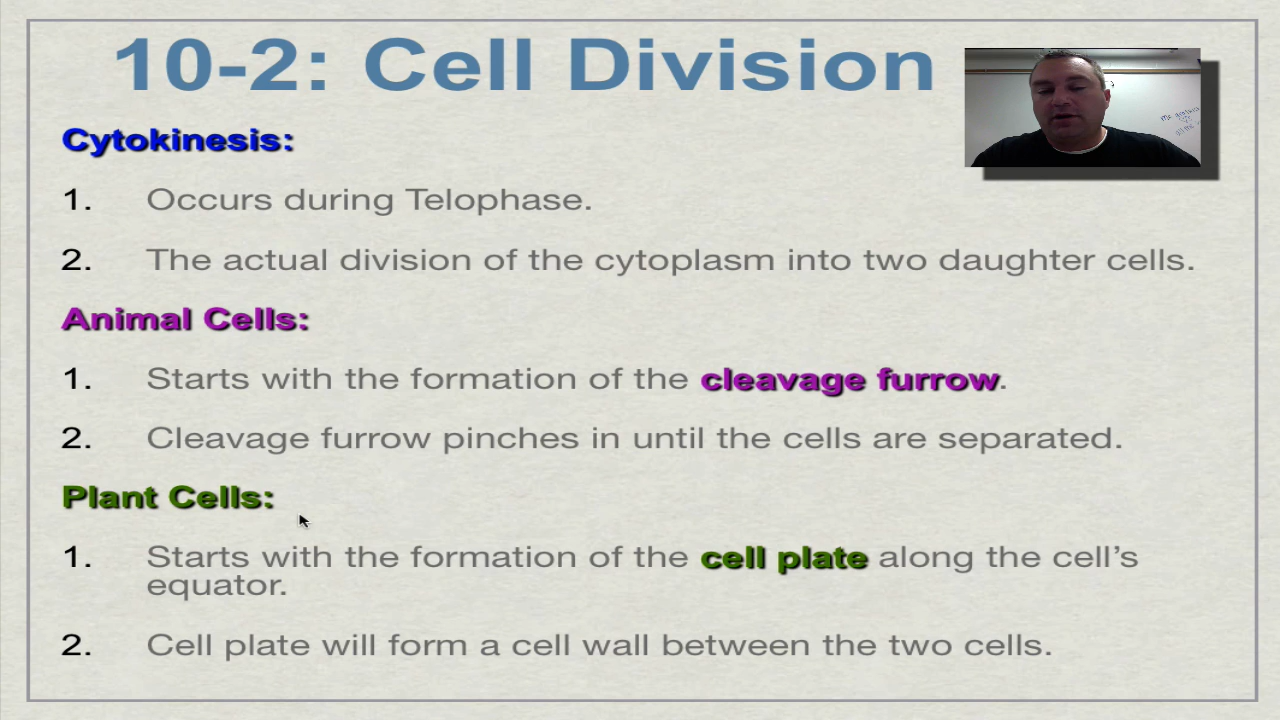 10-2: Cell Division
Cytokinesis:
1. Occurs during Telophase.
2. The actual division of the cytoplasm into two daughter cells.
Animal Cells:
1. Starts with the formation of the cleavage furrow.
2. Cleavage furrow pinches in until the cells are separated.
Plant Cells:
1. Starts with the formation of the cell plate along the cell’s
equator.
2. Cell plate will form a cell wall between the two cells.